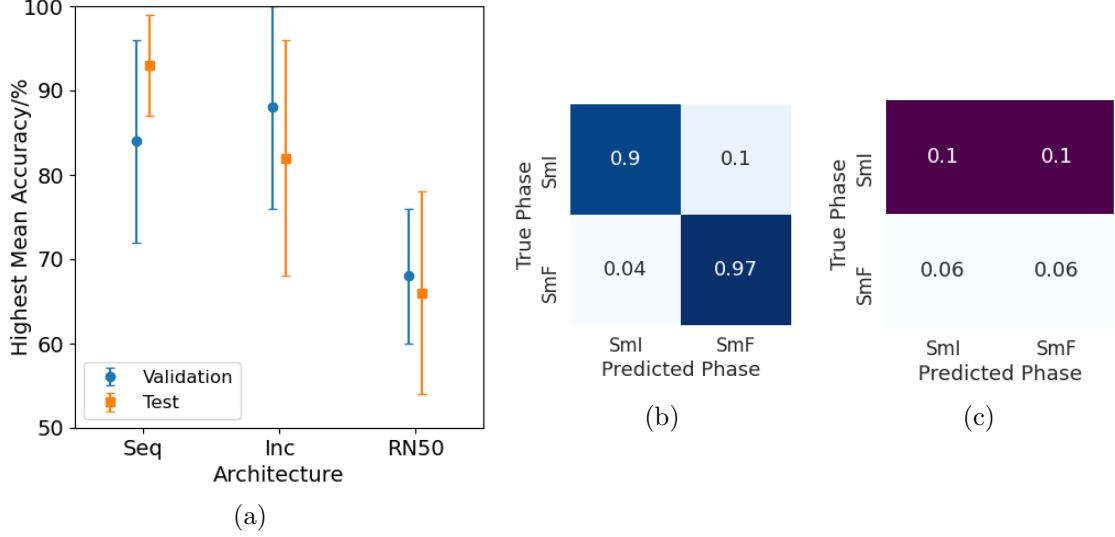 100
90
80
70
60
50
Highest Mean Accuracy/%
Validation
Test
Seq Inc RN50
Architecture
(a)
True Phase
SmI
SmF
0.9 0.1
0.04 0.97
SmI SmF
Predicted Phase
(b)
True Phase
SmI
SmF
0.1 0.1
0.06 0.06
SmI SmF
Predicted Phase
(c)